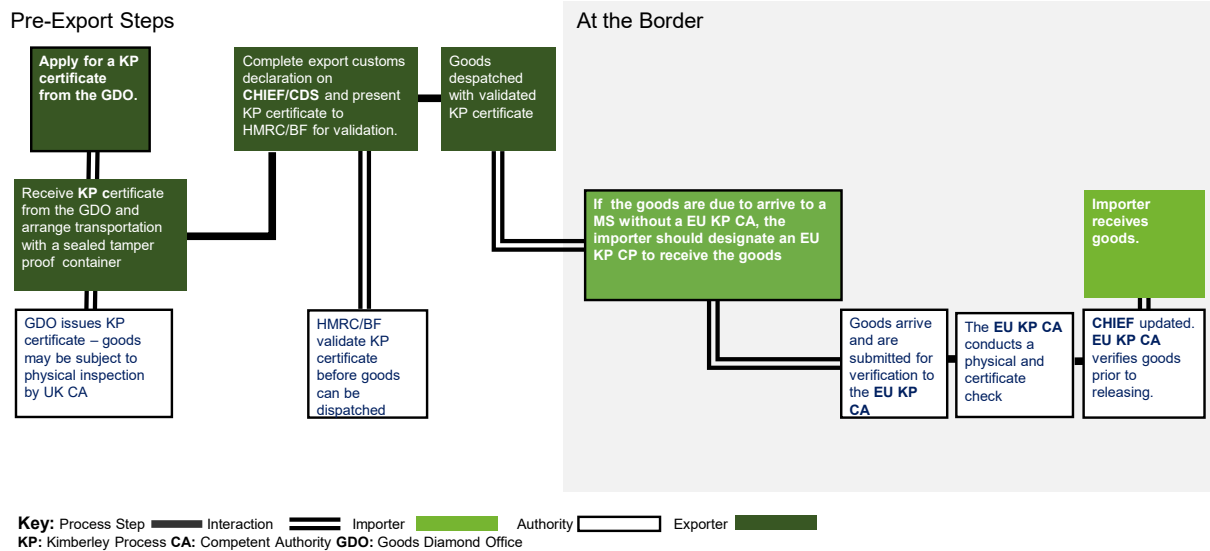 Pre-Export Steps
At the Border
Apply for a KP
certificate
from the GDO.
Complete export customs
declaration on
CHIEF/CDS and present
KP certificate to
HMRC/BF for validation.
Goods
despatched
with validated
KP certificate
Receive KP certificate
from the GDO and
arrange transportation
with a sealed tamper
proof container
If the goods are due to arrive to a
MS without a EU KP CA, the
importer should designate an EU
KP CP to receive the goods
Importer
receives
goods.
GDO issues KP
certificate – goods
may be subject to
physical inspection
by UK CA
HMRC/BF
validate KP
certificate
before goods
can be
dispatched
Goods arrive
and are
submitted for
verification to
the EU KP
CA
The EU KP CA
conducts a
physical and
certificate
check
CHIEF updated.
EU KP CA
verifies goods
prior to
releasing.
Key: Process Step Interaction Importer Authority Exporter
KP: Kimberley Process CA: Competent Authority GDO: Goods Diamond Office